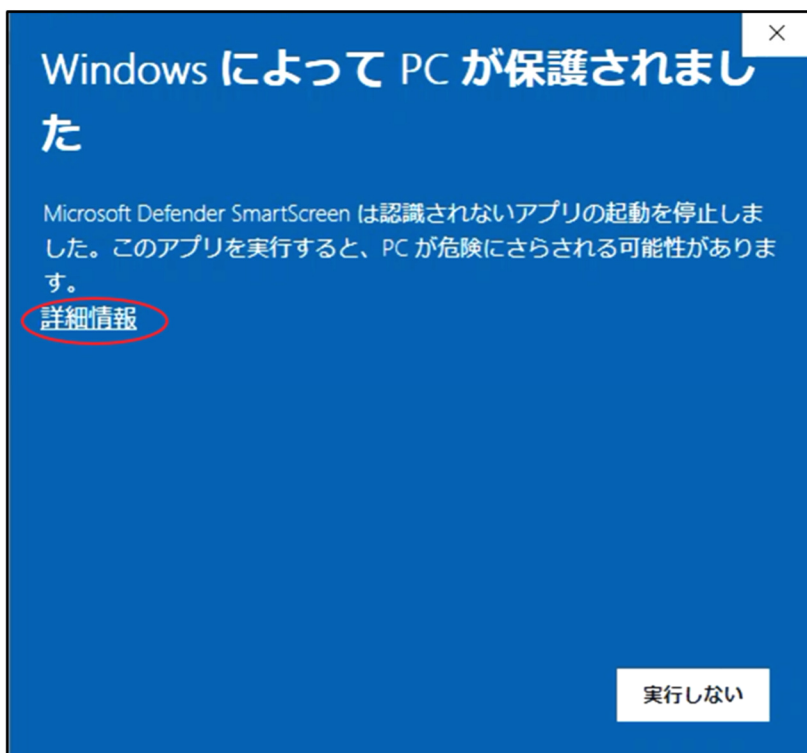 Windows によって PC が保護されまし
た
Microsoft Defender SmartScreen は認識されないアプリの起動を停止しま
した。このアプリを実行すると、PC が危険にさらされる可能性がありま
す。
詳細情報
実行しない